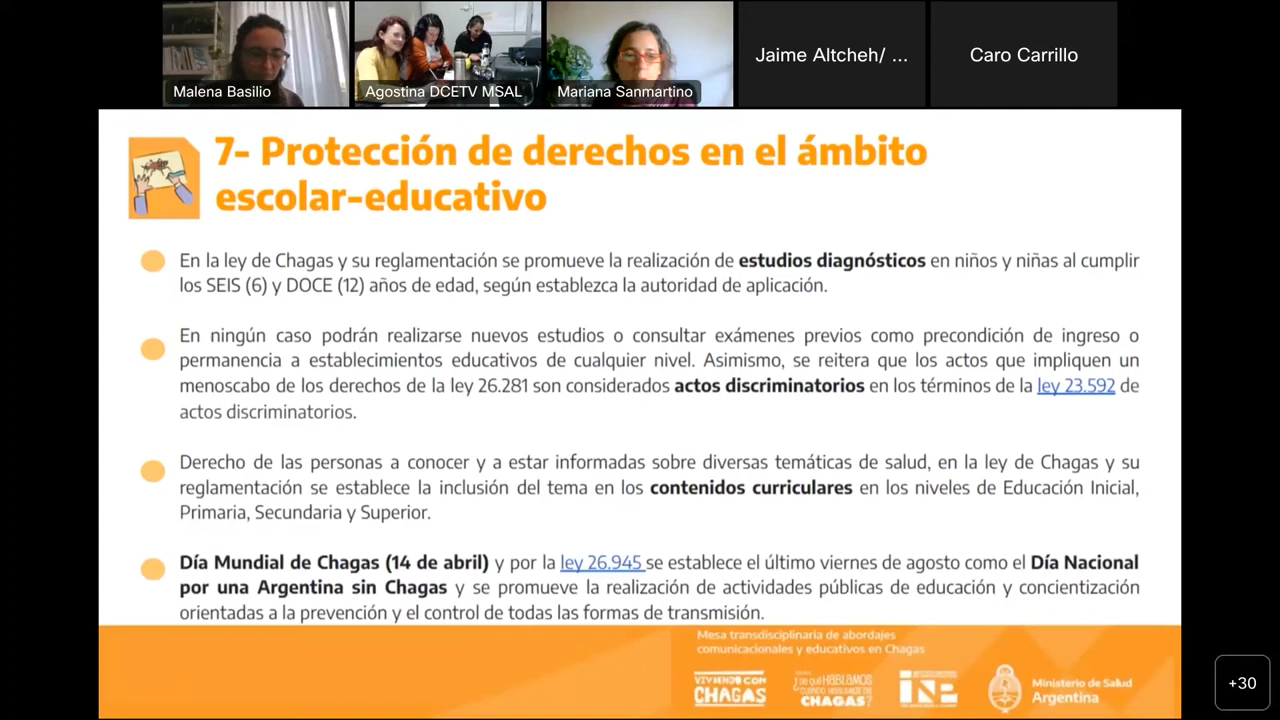 Malena Basilio
Agostina DCETV MSAL
Mariana Sanmartino
Jaime Altcheh/ ...
Caro Carrillo
7- Protección de derechos en el ámbito
escolar-educativo
En la ley de Chagas y su reglamentación se promueve la realización de estudios diagnósticos en niños y niñas al cumplir
los SEIS (6) y DOCE (12) años de edad, según establezca la autoridad de aplicación.
En ningún caso podrán realizarse nuevos estudios o consultar exámenes previos como precondición de ingreso o
permanencia a establecimientos educativos de cualquier nivel. Asimismo, se reitera que los actos que impliquen un
menoscabo de los derechos de la ley 26.281 son considerados actos discriminatorios en los términos de la ley 23.592 de
actos discriminatorios.
Derecho de las personas a conocer y a estar informadas sobre diversas temáticas de salud, en la ley de Chagas y su
reglamentación se establece la inclusión del tema en los contenidos curriculares en los niveles de Educación Inicial,
Primaria, Secundaria y Superior.
Día Mundial de Chagas (14 de abril) y por la ley 26.945 se establece el último viernes de agosto como el Día Nacional
por una Argentina sin Chagas y se promueve la realización de actividades públicas de educación y concientización
orientadas a la prevención y el control de todas las formas de transmisión.
Mesa transdisciplinaria de abordajes
comunicacionales y educativos en Chagas
VIVIENDO CON
CHAGAS
¿DE QUÉ HABLAMOS
CUANDO HABLAMOS DE
CHAGAS?
INP
Ministerio de Salud
Argentina
+30